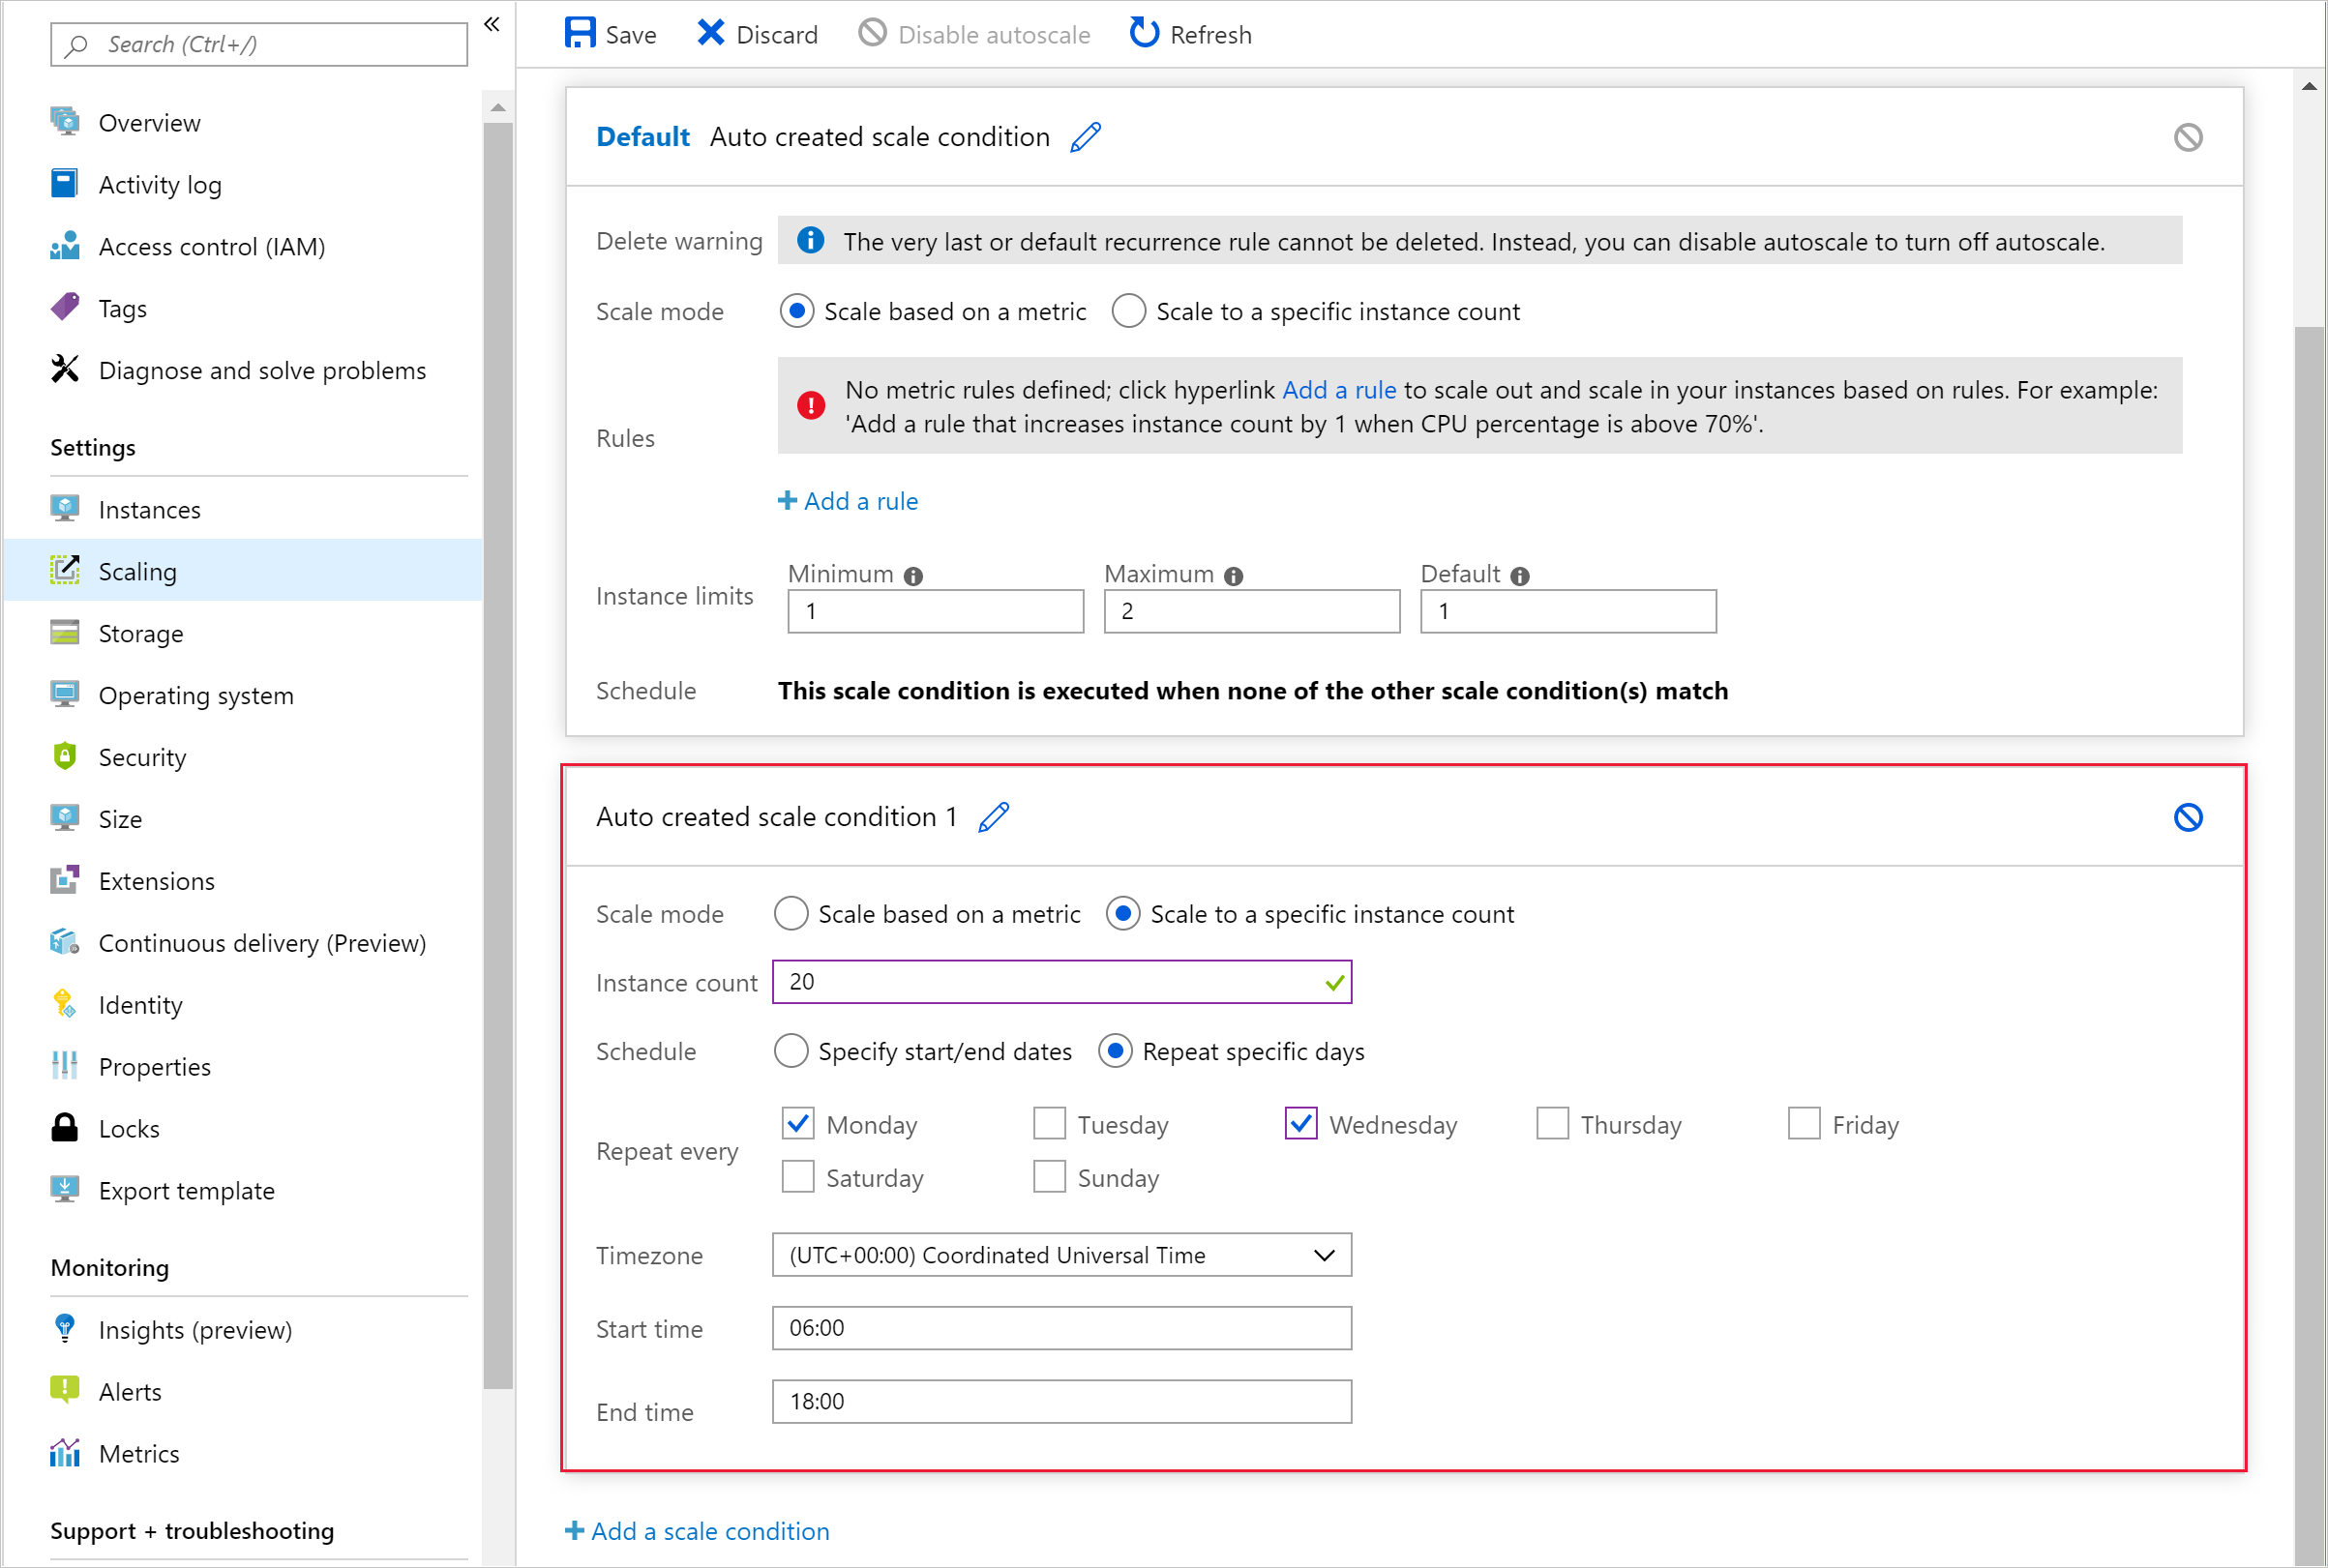 Search (Ctrl+/)
«
Overview
Activity log
Access control (IAM)
Tags
Diagnose and solve problems
Settings
Instances
Scaling
Storage
Operating system
Security
Size
Extensions
Continuous delivery (Preview)
Identity
Properties
Locks
Export template
Monitoring
Insights (preview)
Alerts
Metrics
Support + troubleshooting
Save Discard Disable autoscale Refresh
Default Auto created scale condition
Delete warning The very last or default recurrence rule cannot be deleted. Instead, you can disable autoscale to turn off autoscale.
Scale mode Scale based on a metric Scale to a specific instance count
Rules
No metric rules defined; click hyperlink Add a rule to scale out and scale in your instances based on rules. For example:
'Add a rule that increases instance count by 1 when CPU percentage is above 70%'.
+ Add a rule
Instance limits
Minimum Maximum Default
1 2 1
Schedule This scale condition is executed when none of the other scale condition(s) match
Auto created scale condition 1
Scale mode Scale based on a metric Scale to a specific instance count
Instance count 20
Schedule Specify start/end dates Repeat specific days
Repeat every
Monday Tuesday Wednesday Thursday Friday
Saturday Sunday
Timezone (UTC+00:00) Coordinated Universal Time
Start time 06:00
End time 18:00
+ Add a scale condition